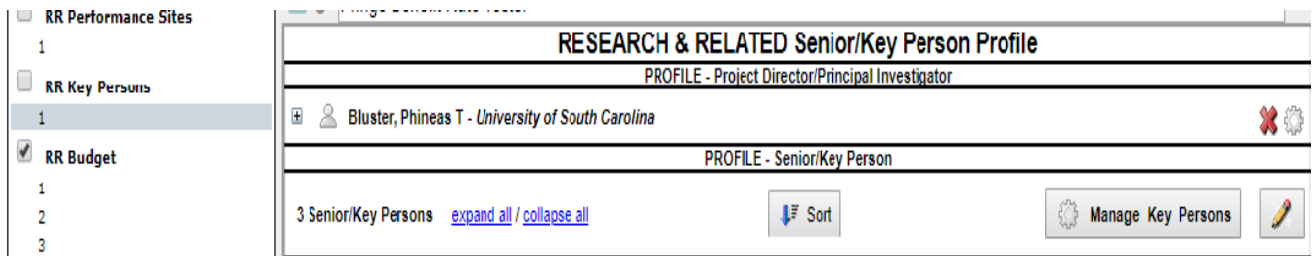 RR Performance Sites
1
RR Key Persons
1
RR Budget
1
2
3
RESEARCH & RELATED Senior/Key Person Profile
PROFILE - Project Director/Principal Investigator
Bluster, Phineas T - University of South Carolina
PROFILE - Senior/Key Person
3 Senior/Key Persons expand all / collapse all Sort Manage Key Persons